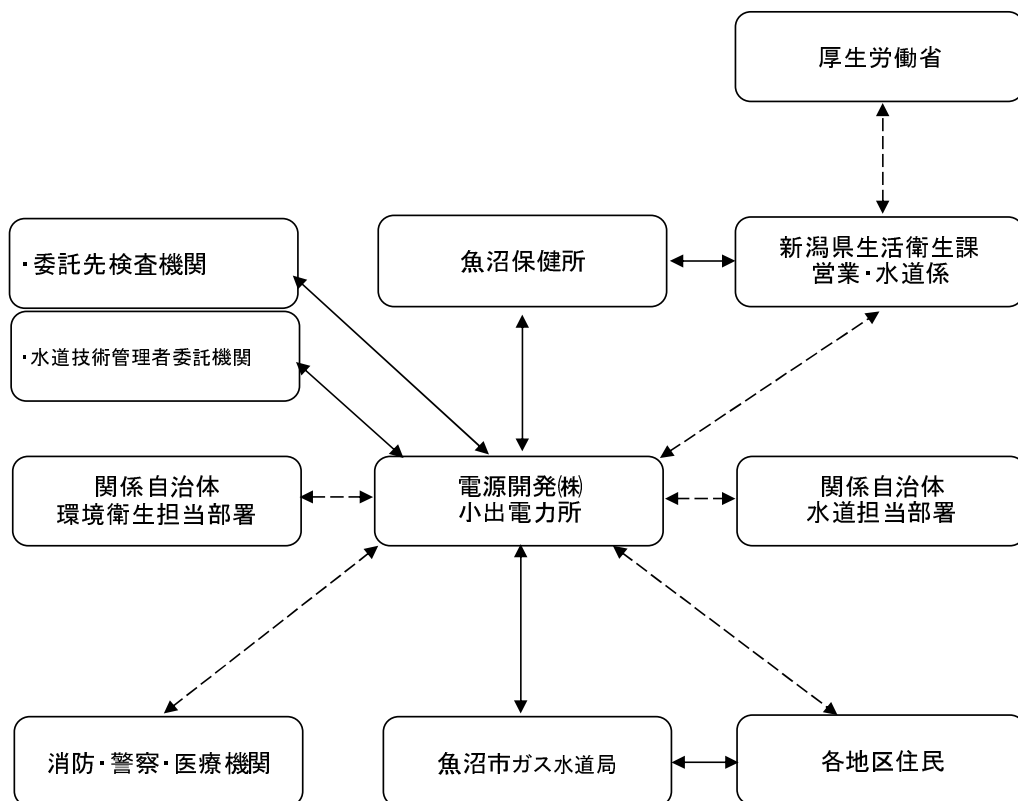 厚生労働省
・委託先検査機関
魚沼保健所
新潟県生活衛生課
営業・水道係
・水道技術管理者委託機関
関係自治体
環境衛生担当部署
電源開発㈱
小出電力所
関係自治体
水道担当部署
消防・警察・医療機関
魚沼市ガス水道局
各地区住民